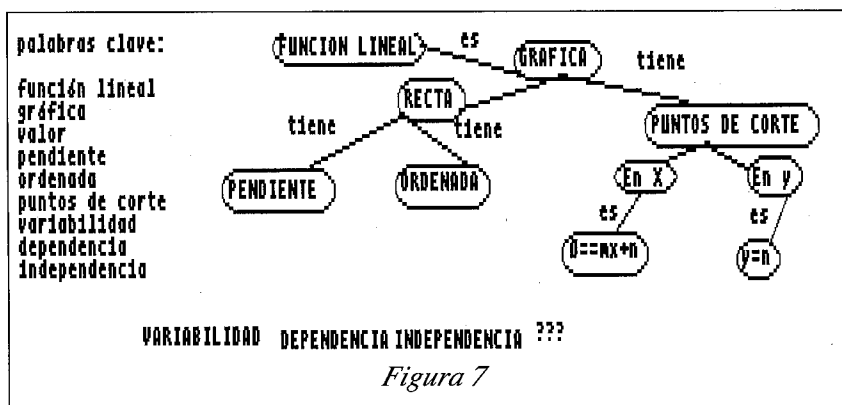 palabras clave:
función lineal
gráfica
valor
pendiente
ordenada
puntos de corte
variabilidad
dependencia
independencia
FUNCION LINEAL
es
GRAFICA
tiene
RECTA
tiene
tiene
PUNTOS DE CORTE
PENDIENTE
ORDENADA
En X
En y
es
es
0==mx+n
y=n
VARIABILIDAD DEPENDENCIA INDEPENDENCIA ???
Figura 7